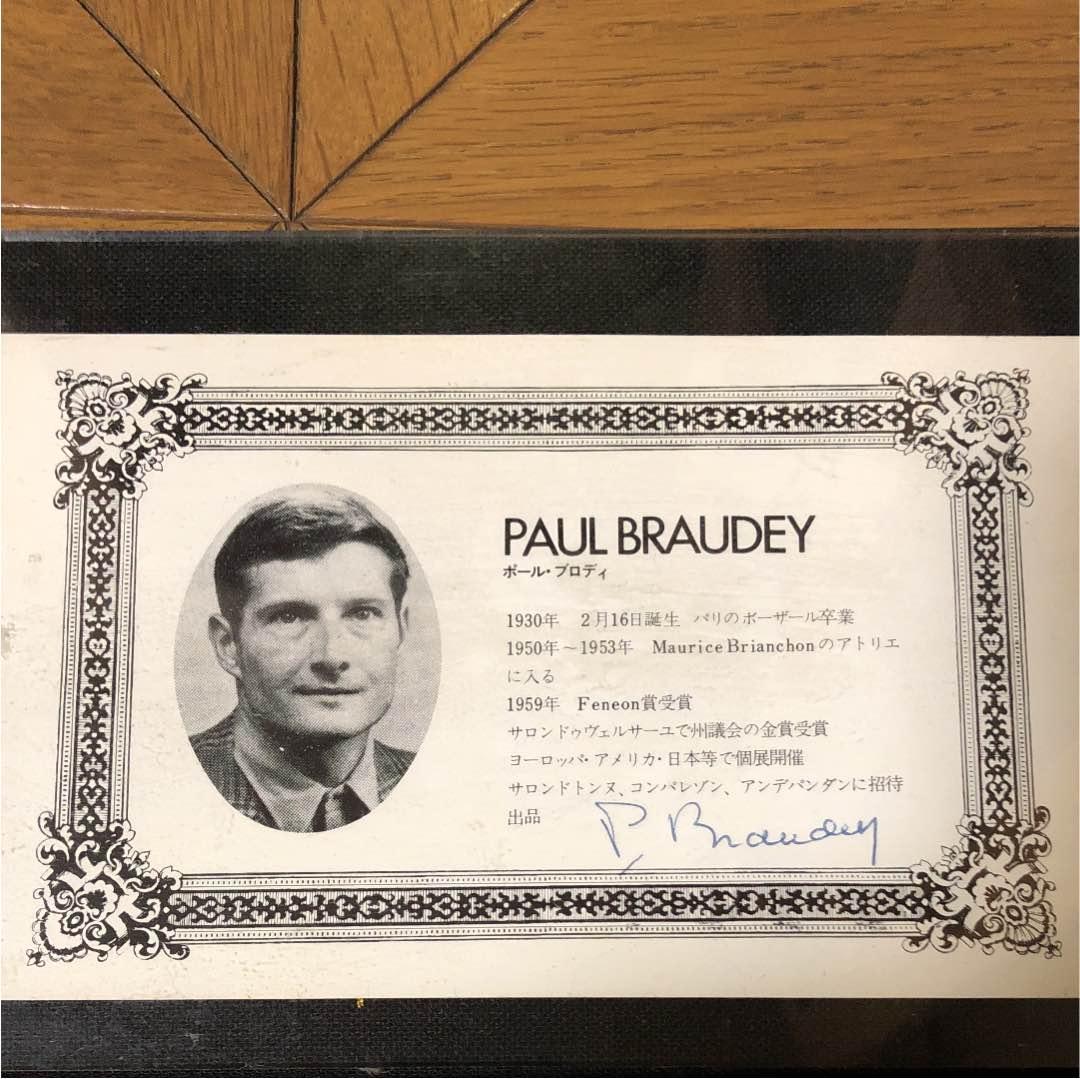 PAUL BRAUDEY
ポール・ブロディ
1930年 2月16日誕生 パリのボーザール卒業
1950年～1953年 Maurice Brianchonのアトリエ
に入る
1959年 Feneon賞受賞
サロンドゥヴェルサーユで州議会の金賞受賞
ヨーロッパ・アメリカ・日本等で個展開催
サロンドトンヌ、コンパレゾン、アンデパンダンに招待
出品
P. Braudey